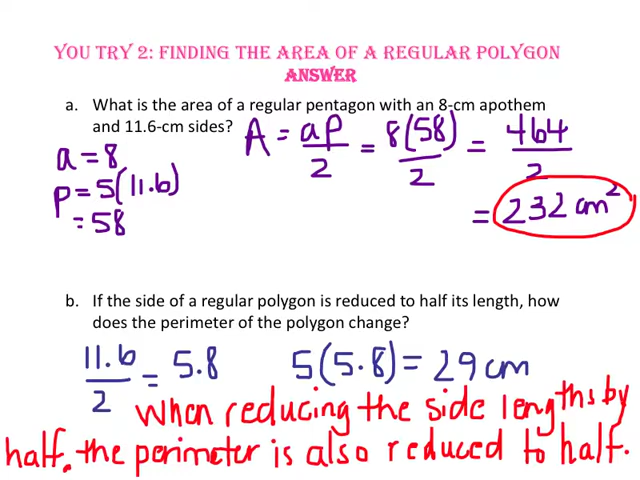 YOU TRY 2: FINDING THE AREA OF A REGULAR POLYGON
ANSWER
a. What is the area of a regular pentagon with an 8-cm apothem
and 11.6-cm sides?
A = aP/2 = 8(58)/2 = 464/2
= 232 cm²
a = 8
P = 5(11.6)
= 58
b. If the side of a regular polygon is reduced to half its length, how
does the perimeter of the polygon change?
11.6/2 = 5.8 5(5.8) = 29 cm
When reducing the side lengths by
half, the perimeter is also reduced to half.